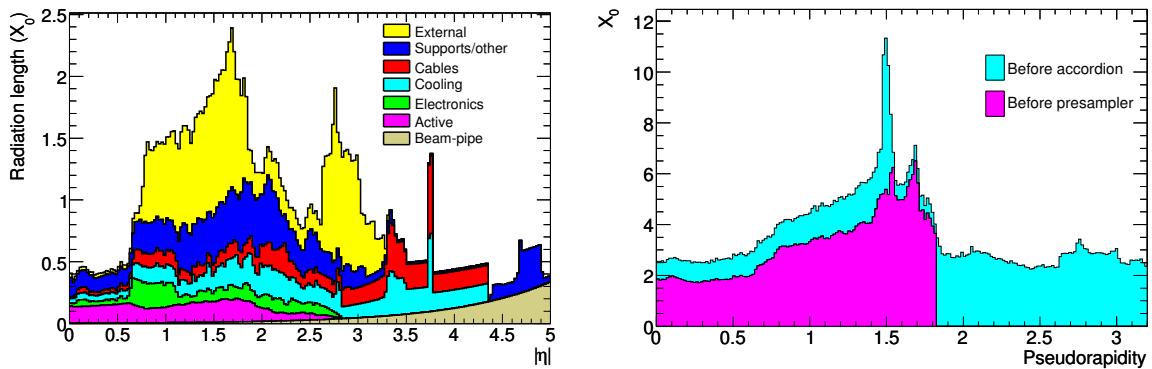 Radiation length (X0)
2.5
2
1.5
1
0.5
0
External
Supports/other
Cables
Cooling
Electronics
Active
Beam-pipe
0 0.5 1 1.5 2 2.5 3 3.5 4 4.5 5
|η|
X0
12
10
8
6
4
2
0
Before accordion
Before presampler
0 0.5 1 1.5 2 2.5 3
Pseudorapidity